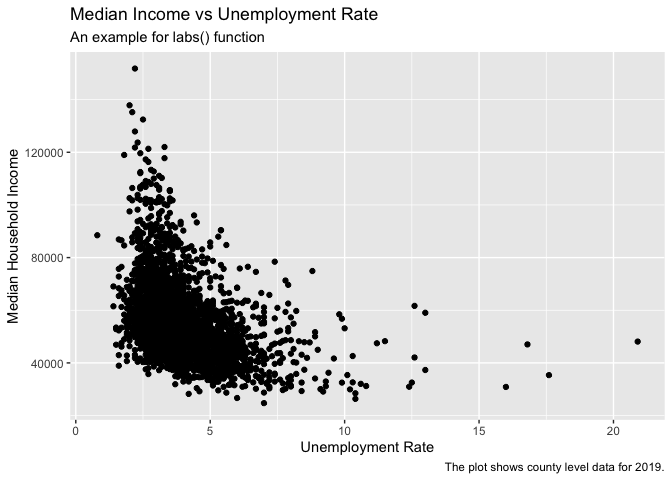 Median Income vs Unemployment Rate
An example for labs() function
Median Household Income
120000
80000
40000
0 5 10 15 20
Unemployment Rate
The plot shows county level data for 2019.